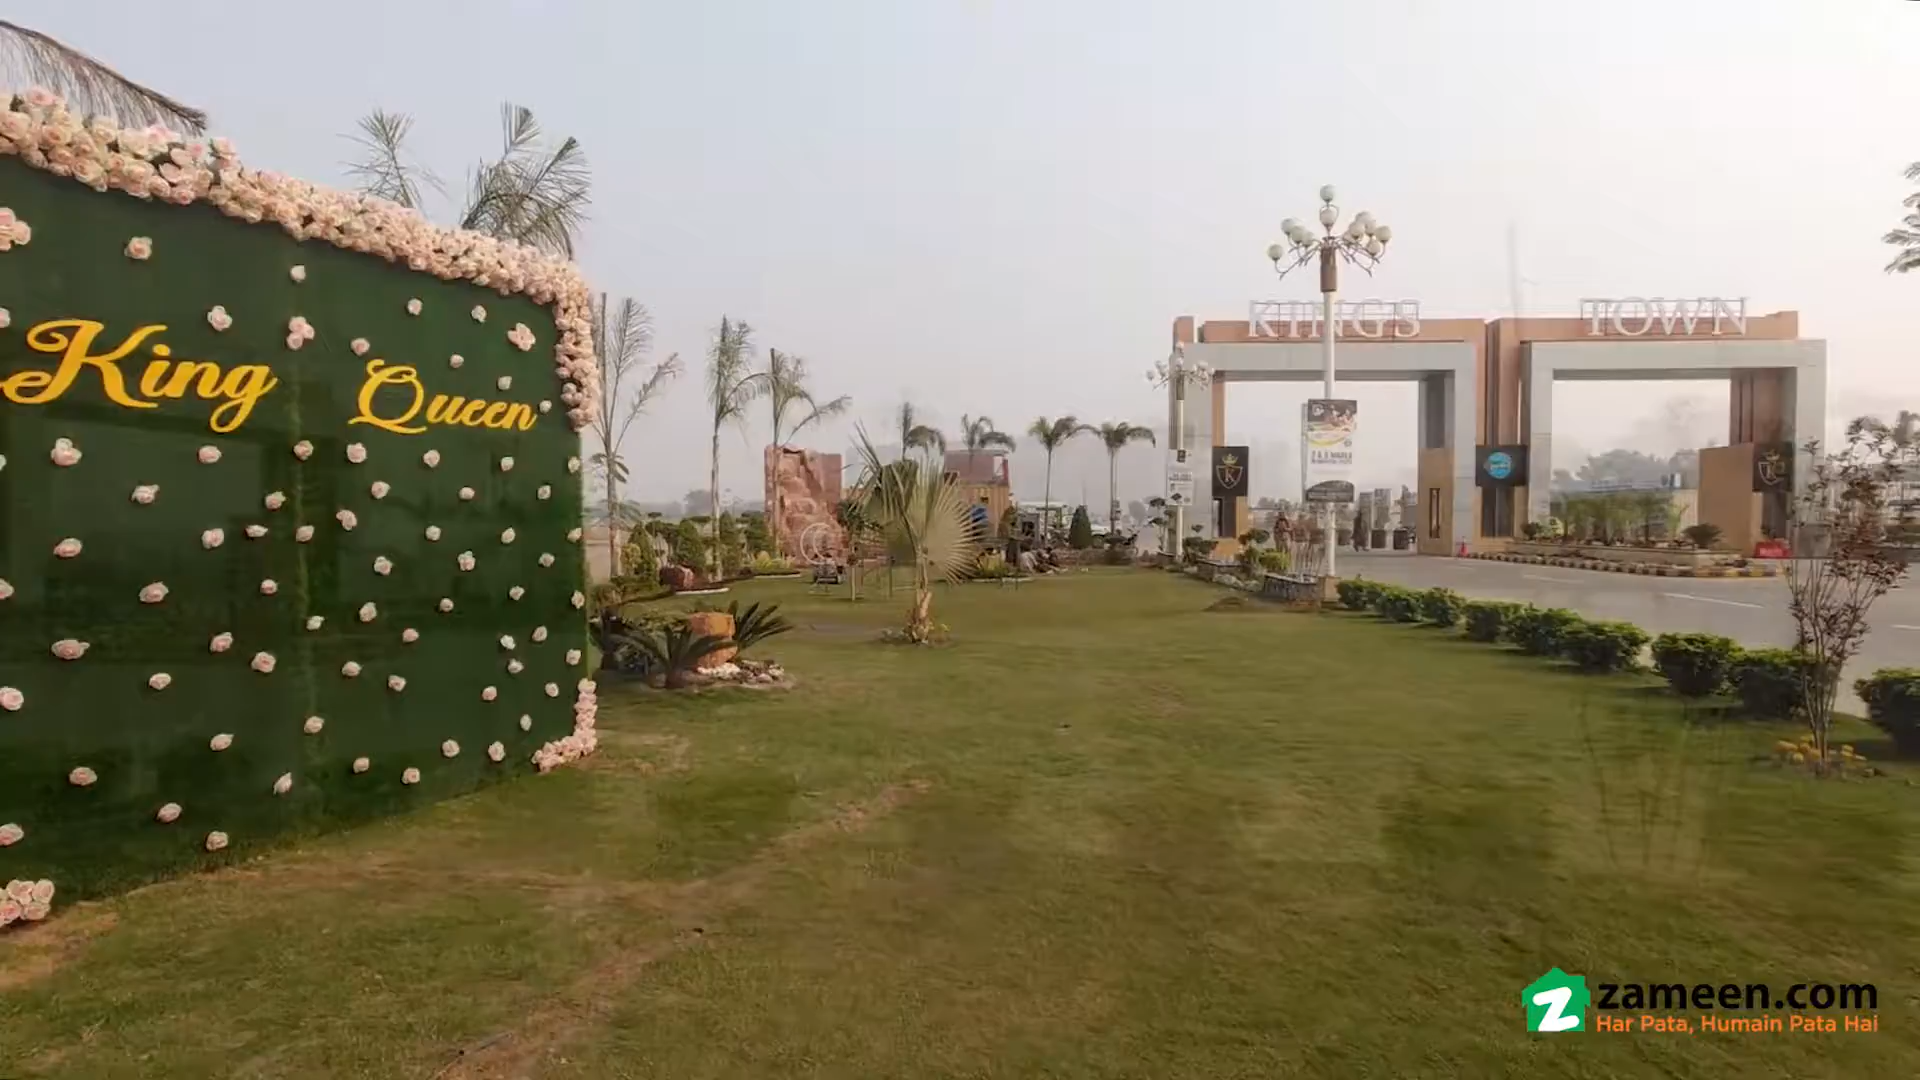 King
Queen
KINGS
TOWN
K
K
zameen.com
Har Pata, Humain Pata Hai